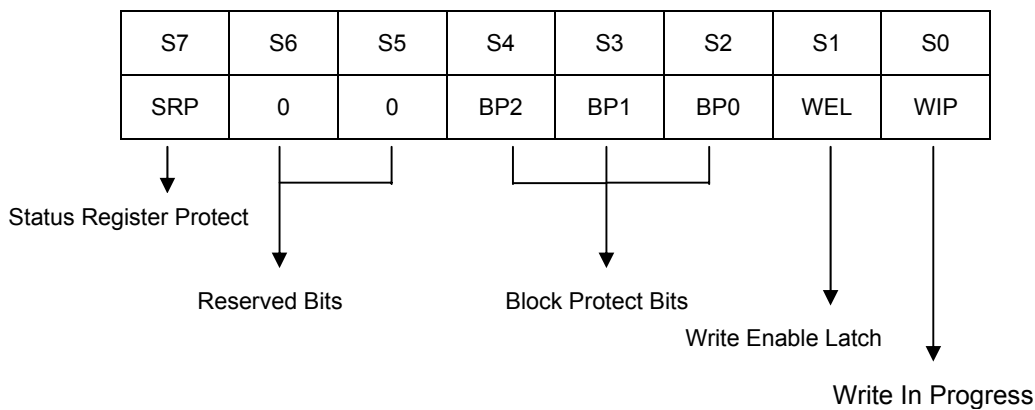 S7 S6 S5 S4 S3 S2 S1 S0
SRP 0 0 BP2 BP1 BP0 WEL WIP
Status Register Protect
Reserved Bits Block Protect Bits
Write Enable Latch
Write In Progress